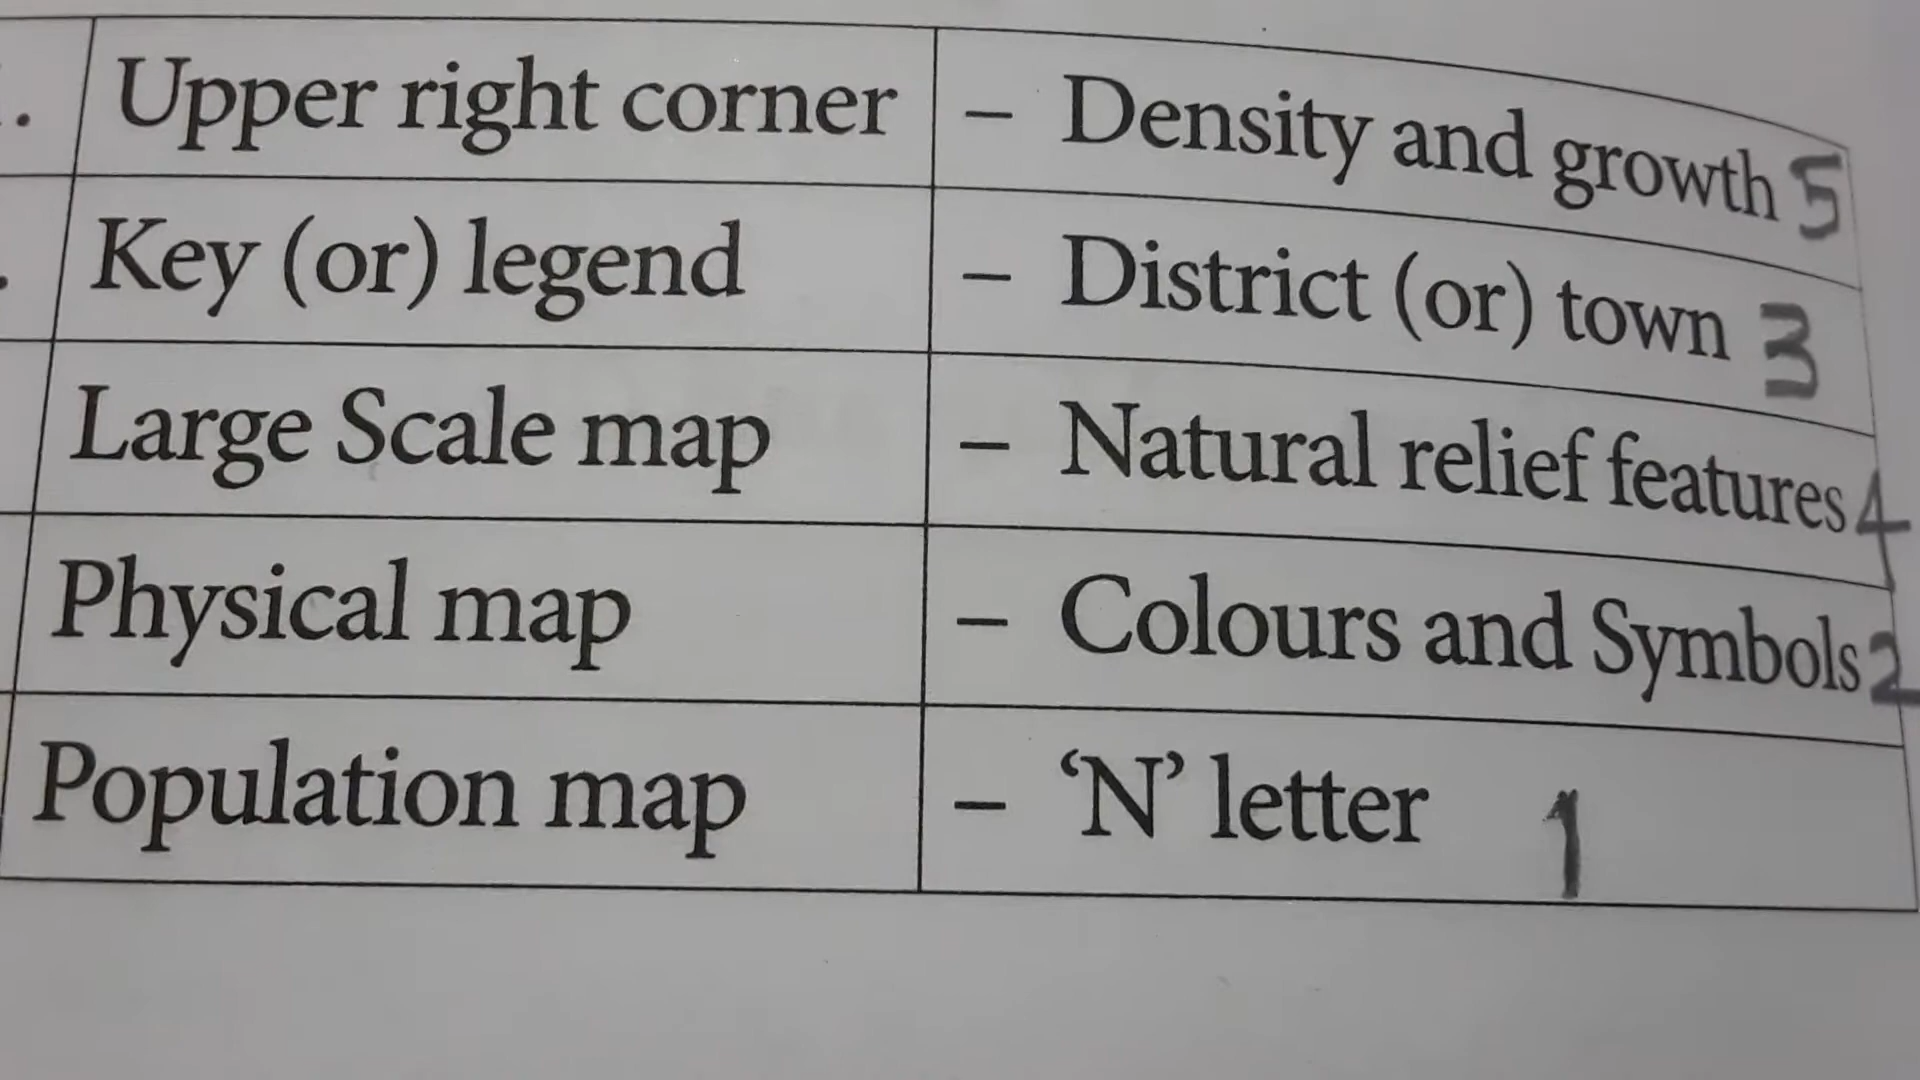 . Upper right corner – Density and growth 5
. Key (or) legend – District (or) town 3
Large Scale map – Natural relief features 4
Physical map – Colours and Symbols 2
Population map – ‘N’ letter 1